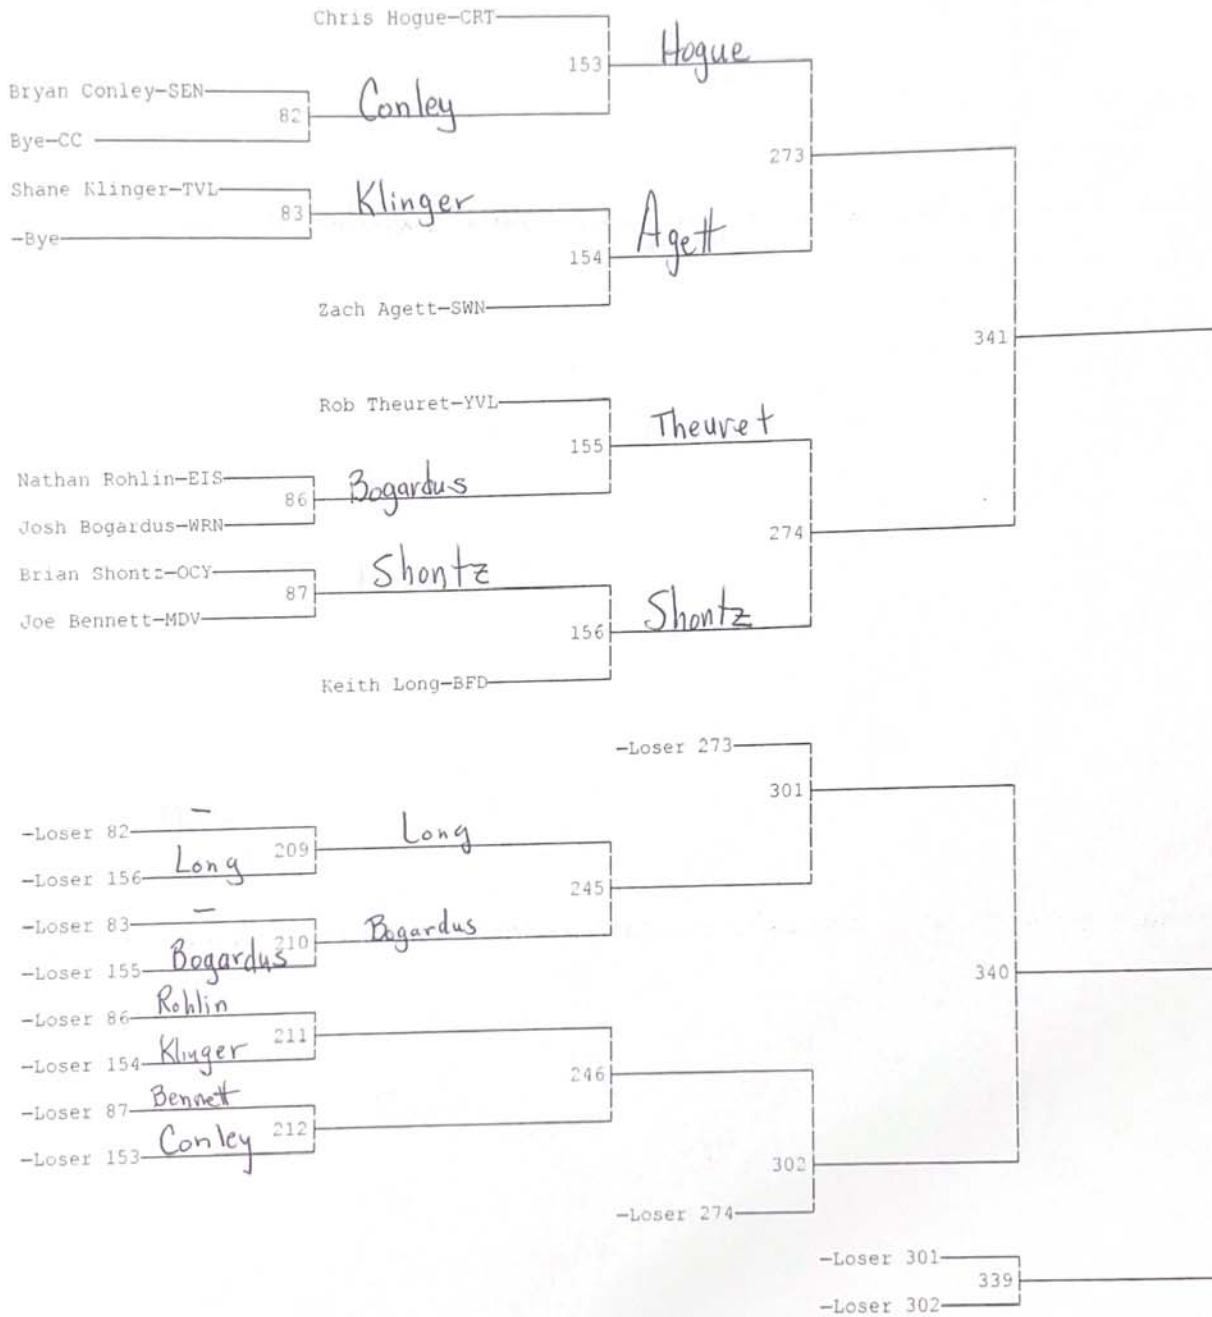 Chris Hogue-CRT
153 Hogue
Bryan Conley-SEN
82 Conley
Bye-CC
273
Shane Klinger-TVL
83 Klinger
-Bye
154 Agett
Zach Agett-SWN
341
Rob Theuret-YVL
155 Theuret
Nathan Rohlin-EIS
86 Bogardus
Josh Bogardus-WRN
274
Brian Shontz-OCY
87 Shontz
Joe Bennett-MDV
156 Shontz
Keith Long-BFD
-Loser 273
301
-Loser 82 -
209 Long
-Loser 156 Long
245
-Loser 83 -
210 Bogardus
-Loser 155 Bogardus
340
-Loser 86 Rohlin
211
-Loser 154 Klinger
246
-Loser 87 Bennett
212
-Loser 153 Conley
302
-Loser 274
-Loser 301
339
-Loser 302